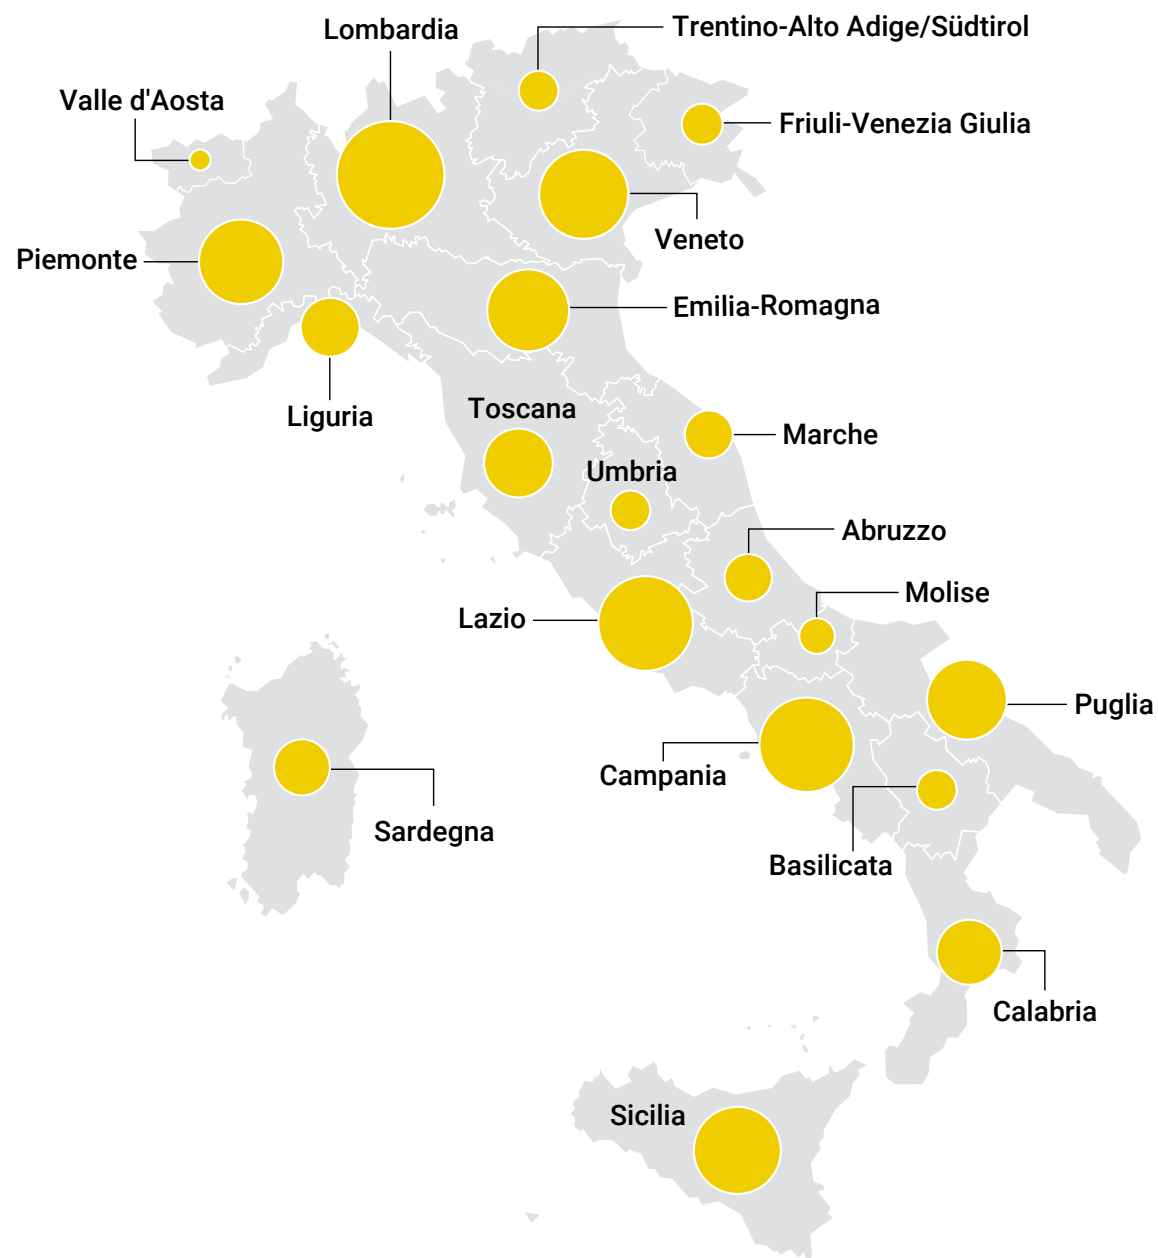 Trentino-Alto Adige/Südtirol
Lombardia
Valle d'Aosta
Friuli-Venezia Giulia
Veneto
Piemonte
Emilia-Romagna
Liguria
Toscana
Marche
Umbria
Abruzzo
Molise
Lazio
Puglia
Campania
Sardegna
Basilicata
Calabria
Sicilia